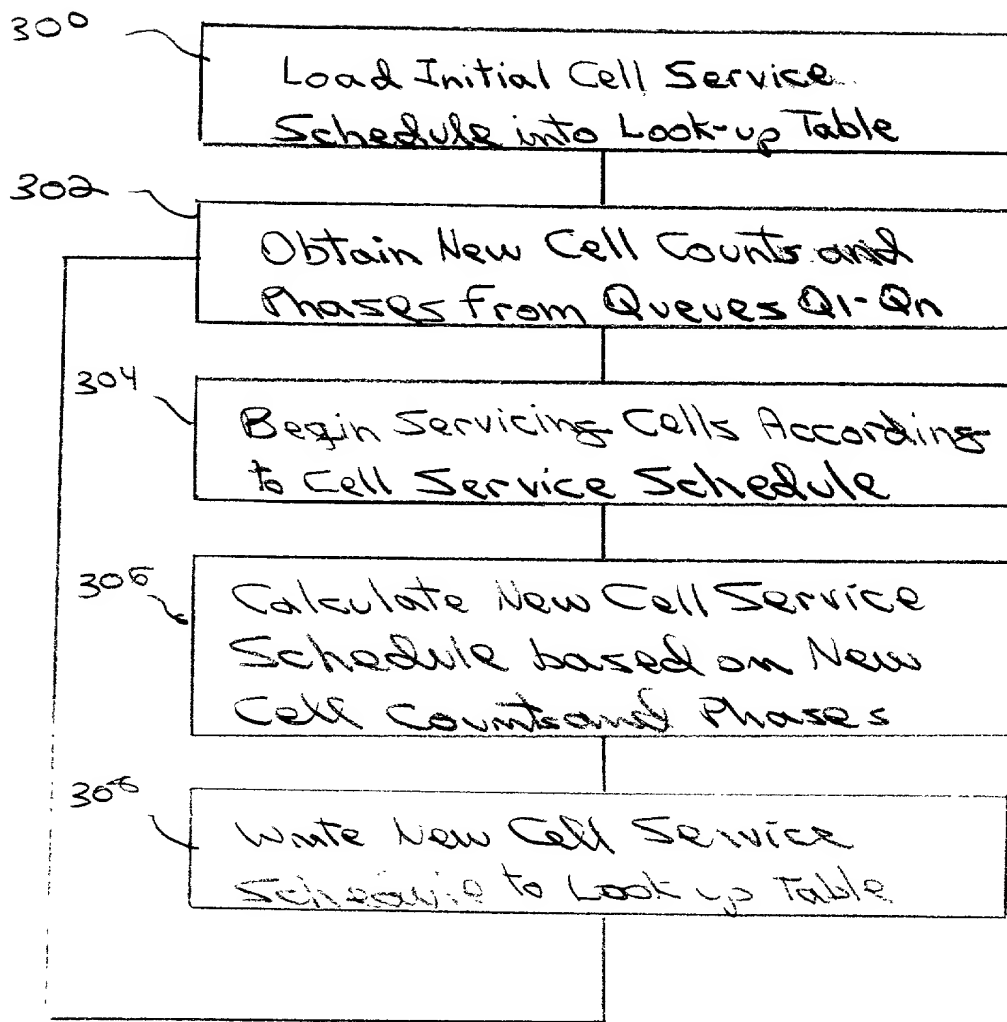 300
Load Initial Cell Service
Schedule into Look-up Table
302
Obtain New Cell Counts and
Phases From Queues Q1-Qn
304
Begin Servicing Cells According
to Cell Service Schedule
306
Calculate New Cell Service
Schedule based on New
Cell Counts and Phases
308
Write New Cell Service
Schedule to Look up Table